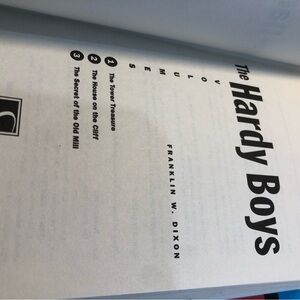 The Hardy Boys
VOLUMES
FRANKLIN W. DIXON
1 The Tower Treasure
2 The House on the Cliff
3 The Secret of the Old Mill